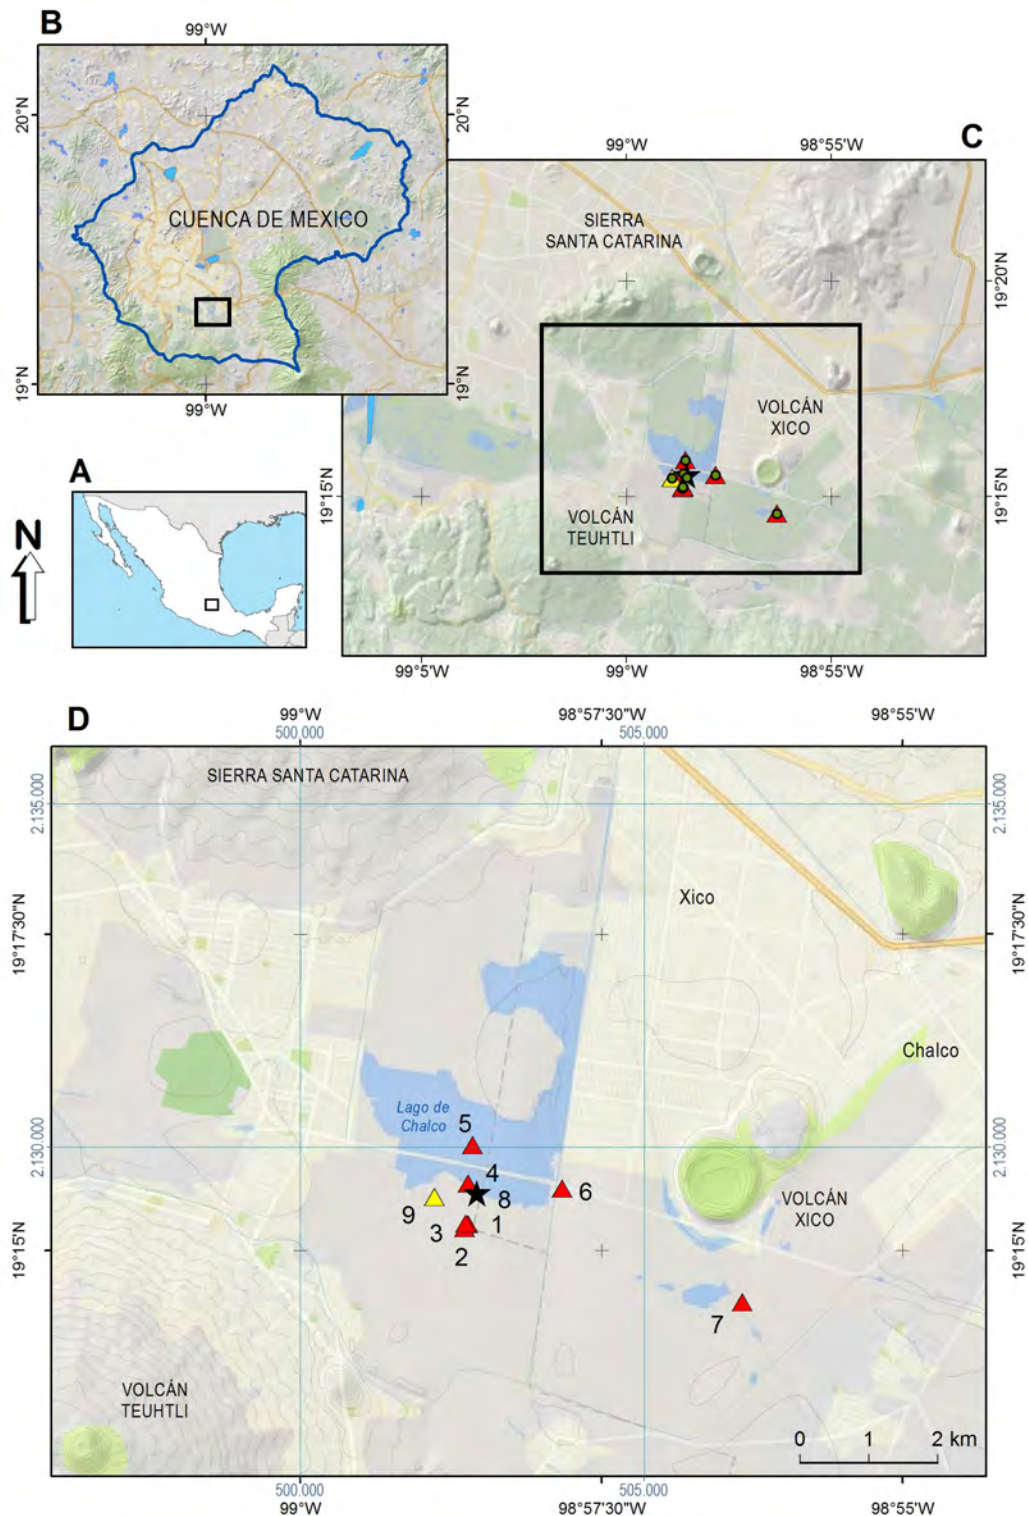 B
99°W
20°N
20°N
CUENCA DE MEXICO
19°N
19°N
99°W
C
99°W
98°55'W
SIERRA
SANTA CATARINA
19°20'N
VOLCÁN
XICO
19°15'N
19°15'N
VOLCÁN
TEUHTLI
99°5'W
99°W
98°55'W
A
N
D
99°W
98°57'30"W
98°55'W
500.000
505.000
SIERRA SANTA CATARINA
2.135.000
2.135.000
Xico
19°17'30"N
19°17'30"N
Chalco
Lago de
Chalco
5
2.130.000
2.130.000
4
6
8
9
VOLCÁN
XICO
3
1
2
19°15'N
19°15'N
7
VOLCÁN
TEUHTLI
0 1 2 km
500.000
505.000
99°W
98°57'30"W
98°55'W